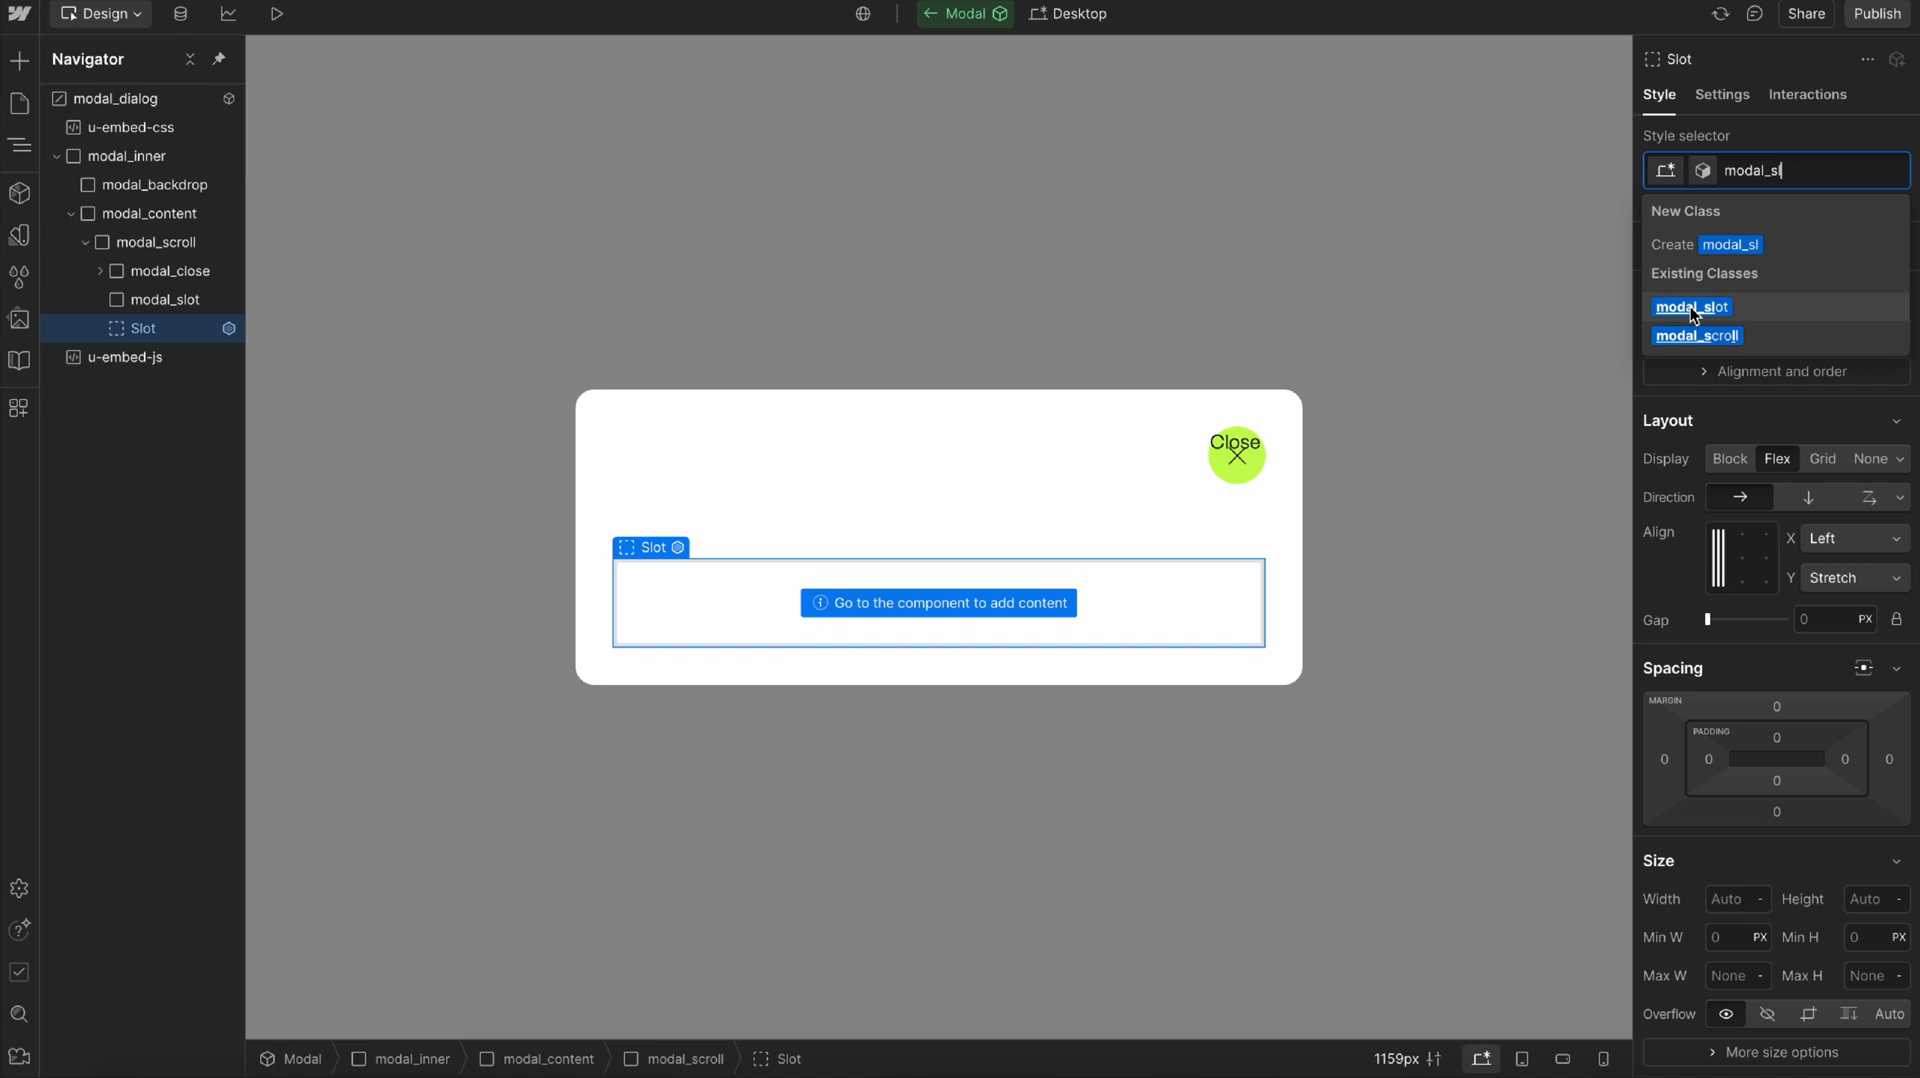 Design
Modal
Desktop
Share
Publish
Navigator
modal_dialog
u-embed-css
modal_inner
modal_backdrop
modal_content
modal_scroll
modal_close
modal_slot
Slot
u-embed-js
Close
Slot
Go to the component to add content
Slot
Style Settings Interactions
Style selector
modal_sl
New Class
Create modal_sl
Existing Classes
modal_slot
modal_scroll
Alignment and order
Layout
Display Block Flex Grid None
Direction
Align X Left
Y Stretch
Gap 0 PX
Spacing
MARGIN 0
PADDING 0
0 0 0 0
0
0
Size
Width Auto - Height Auto -
Min W 0 PX Min H 0 PX
Max W None - Max H None -
Overflow Auto
More size options
Modal modal_inner modal_content modal_scroll Slot
1159px